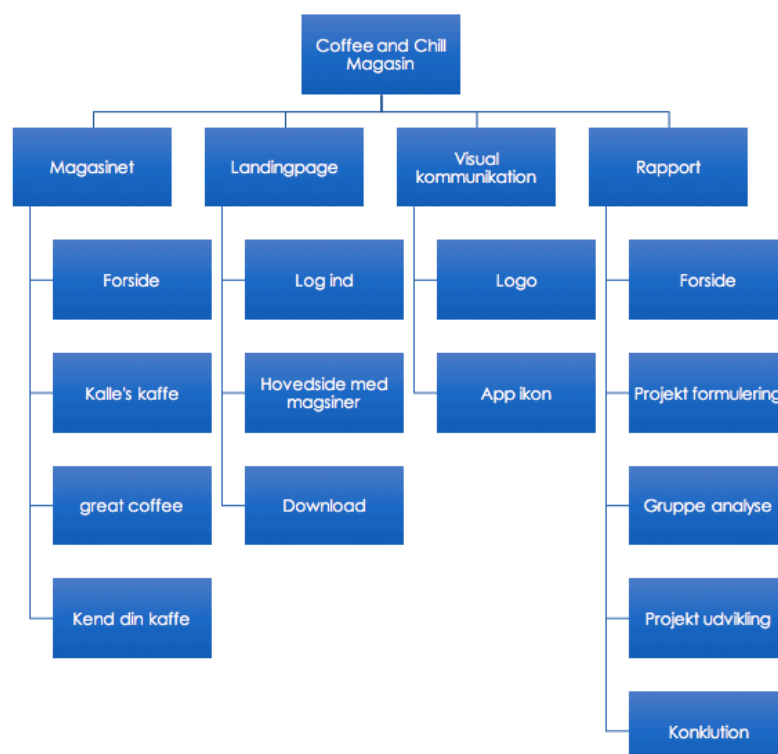 Coffee and Chill
Magasin
Magasinet
Landingpage
Visual
kommunikation
Rapport
Forside
Log ind
Logo
Forside
Kalle's kaffe
Hovedside med
magsiner
App ikon
Projekt formulering
great coffee
Download
Gruppe analyse
Kend din kaffe
Projekt udvikling
Konklution